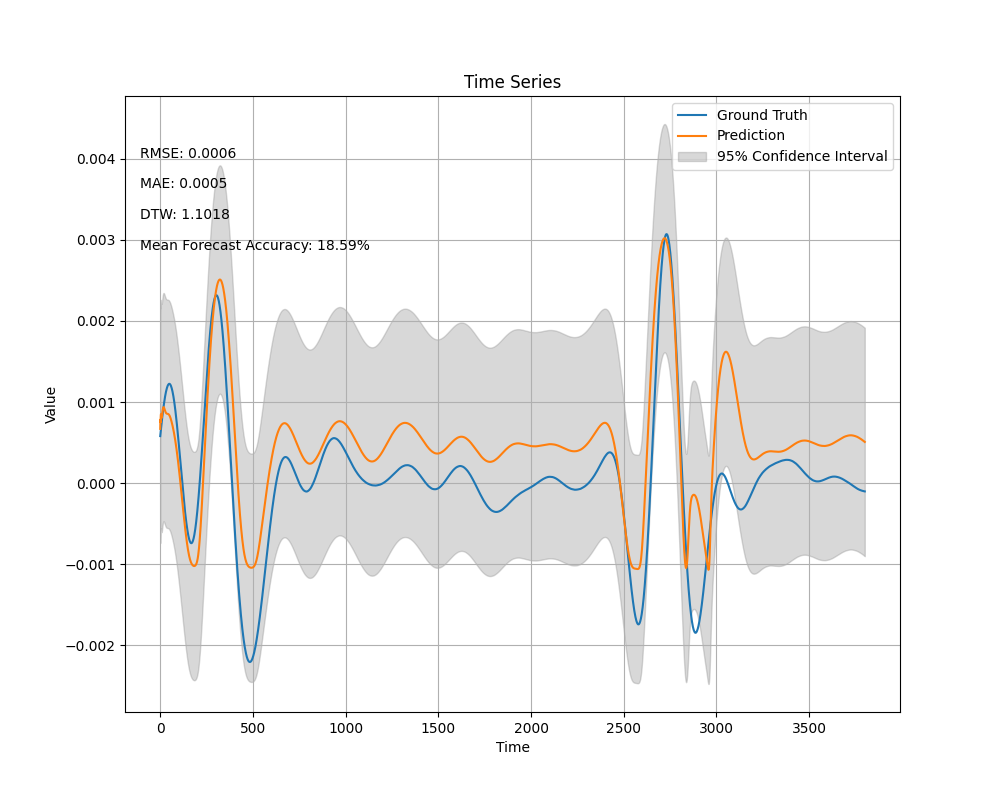 Time Series
Ground Truth
Prediction
95% Confidence Interval
RMSE: 0.0006
MAE: 0.0005
DTW: 1.1018
Mean Forecast Accuracy: 18.59%
0.004
0.003
0.002
0.001
0.000
−0.001
−0.002
Value
0 500 1000 1500 2000 2500 3000 3500
Time